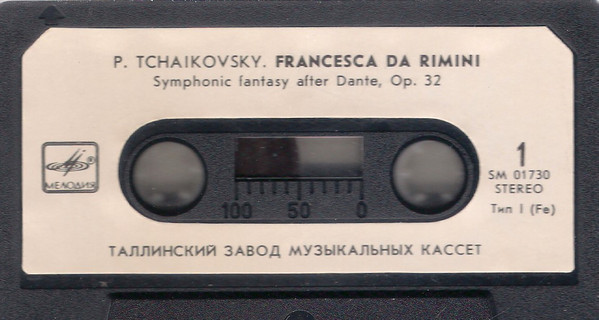 P. TCHAIKOVSKY. FRANCESCA DA RIMINI
Symphonic fantasy after Dante, Op. 32
МЕЛОДИЯ
1
SM 01730
STEREO
Тип I (Fe)
100 50 0
ТАЛЛИНСКИЙ ЗАВОД МУЗЫКАЛЬНЫХ КАССЕТ